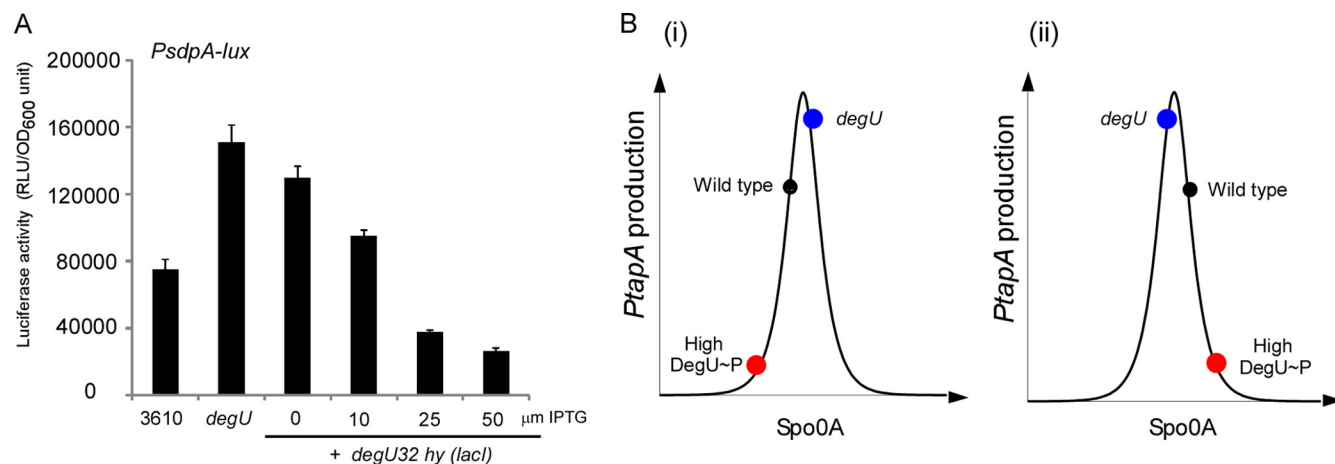 A
PsdpA-lux
Luciferase activity (RLU/OD600 unit)
200000
160000
120000
80000
40000
0
3610 degU 0 10 25 50 μm IPTG
+ degU32 hy (lacI)
B
(i)
PtapA production
degU
Wild type
High
DegU~P
Spo0A
(ii)
PtapA production
degU
Wild type
High
DegU~P
Spo0A